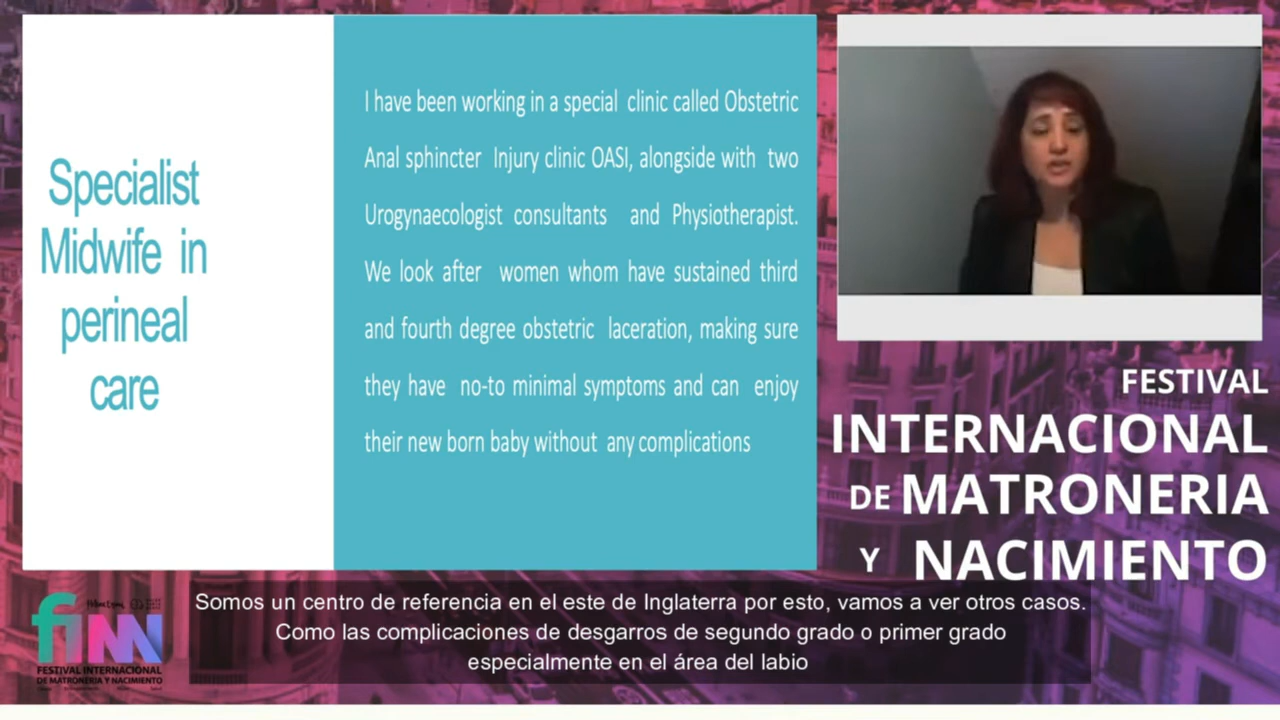 Specialist
Midwife in
perineal
care
I have been working in a special clinic called Obstetric
Anal sphincter Injury clinic OASI, alongside with two
Urogynaecologist consultants and Physiotherapist.
We look after women whom have sustained third
and fourth degree obstetric laceration, making sure
they have no-to minimal symptoms and can enjoy
their new born baby without any complications
FESTIVAL
INTERNACIONAL
DE MATRONERIA
Y NACIMIENTO
FESTIVAL INTERNACIONAL
DE MATRONERIA Y NACIMIENTO
Somos un centro de referencia en el este de Inglaterra por esto, vamos a ver otros casos.
Como las complicaciones de desgarros de segundo grado o primer grado
especialmente en el área del labio